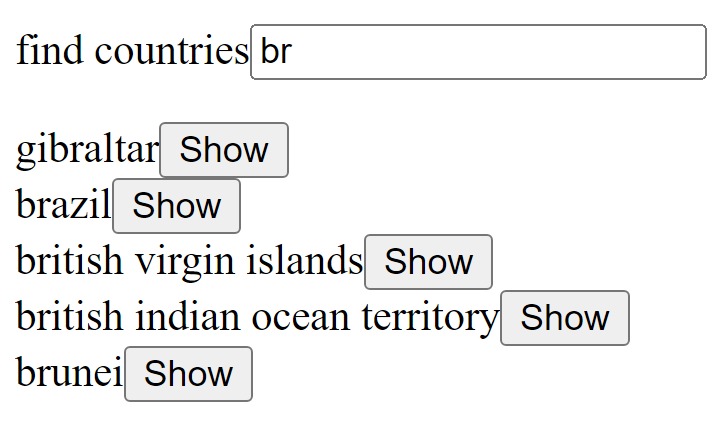 find countries br
gibraltar Show
brazil Show
british virgin islands Show
british indian ocean territory Show
brunei Show